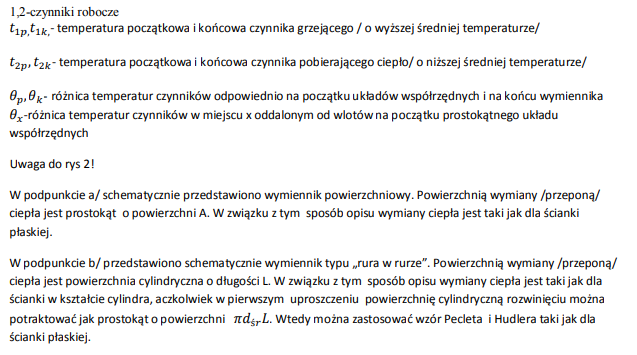 1,2-czynniki robocze
t₁ₚ,t₁ₖ,- temperatura początkowa i końcowa czynnika grzejącego / o wyższej średniej temperaturze/
t₂ₚ, t₂ₖ- temperatura początkowa i końcowa czynnika pobierającego ciepło/ o niższej średniej temperaturze/
θₚ,θₖ- różnica temperatur czynników odpowiednio na początku układów współrzędnych i na końcu wymiennika
θₓ-różnica temperatur czynników w miejscu x oddalonym od wlotów na początku prostokątnego układu
współrzędnych
Uwaga do rys 2!
W podpunkcie a/ schematycznie przedstawiono wymiennik powierzchniowy. Powierzchnią wymiany /przeponą/
ciepła jest prostokąt o powierzchni A. W związku z tym sposób opisu wymiany ciepła jest taki jak dla ścianki
płaskiej.
W podpunkcie b/ przedstawiono schematycznie wymiennik typu „rura w rurze”. Powierzchnią wymiany /przeponą/
ciepła jest powierzchnia cylindryczna o długości L. W związku z tym sposób opisu wymiany ciepła jest taki jak dla
ścianki w kształcie cylindra, aczkolwiek w pierwszym uproszczeniu powierzchnię cylindryczną rozwinięciu można
potraktować jak prostokąt o powierzchni πd_{śr}L. Wtedy można zastosować wzór Pecleta i Hudlera taki jak dla
ścianki płaskiej.